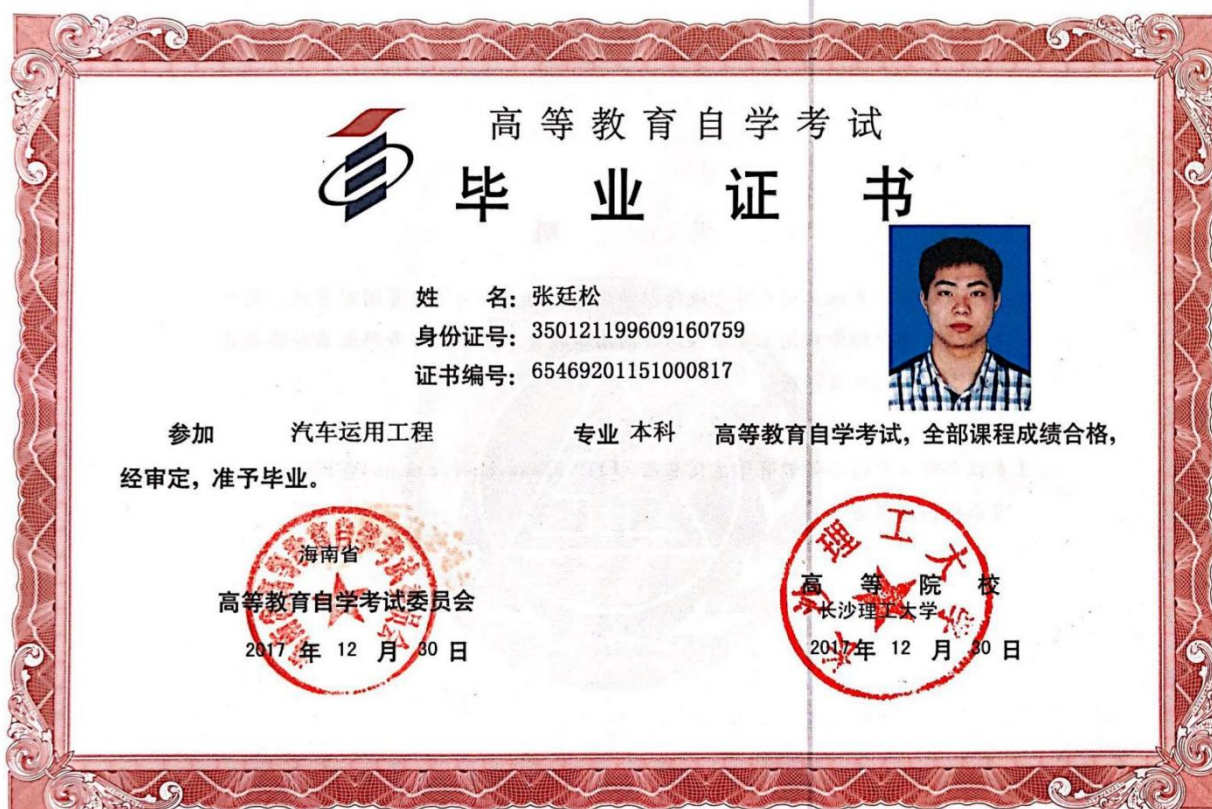 高等教育自学考试
毕业证书
姓 名：张廷松
身份证号：350121199609160759
证书编号：65469201151000817
参加 汽车运用工程 专业 本科 高等教育自学考试，全部课程成绩合格，
经审定，准予毕业。
海南省
高等教育自学考试委员会
2017 年 12 月 30 日
长沙理工大学
高等院校
长沙理工大学
2017 年 12 月 30 日